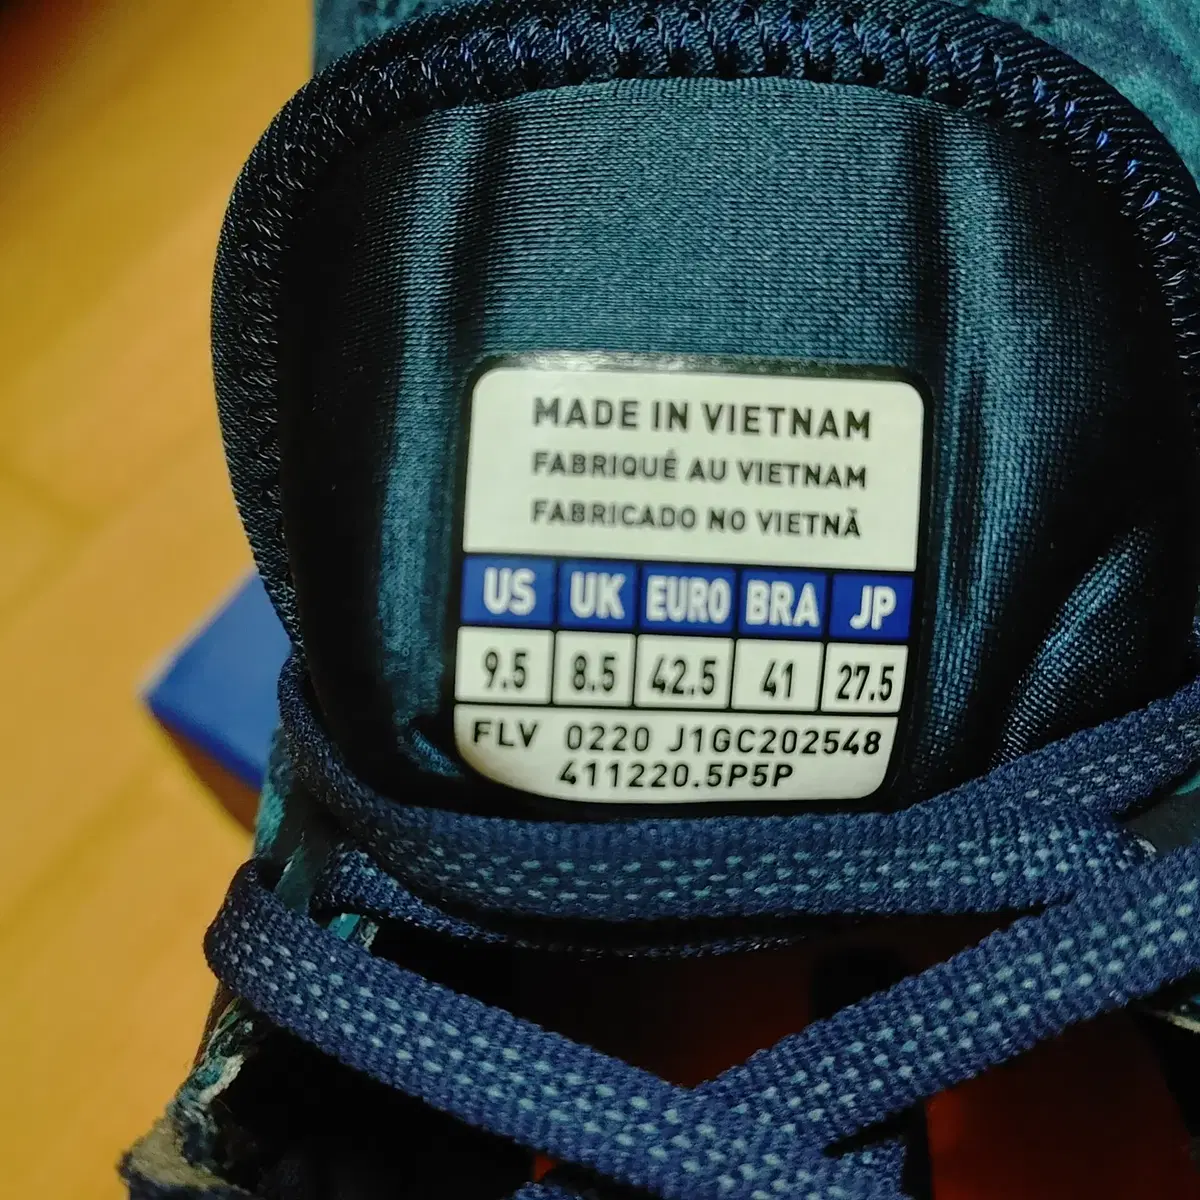 MADE IN VIETNAM
FABRIQUÉ AU VIETNAM
FABRICADO NO VIETNÃ
US UK EURO BRA JP
9.5 8.5 42.5 41 27.5
FLV 0220 J1GC202548
411220.5P5P